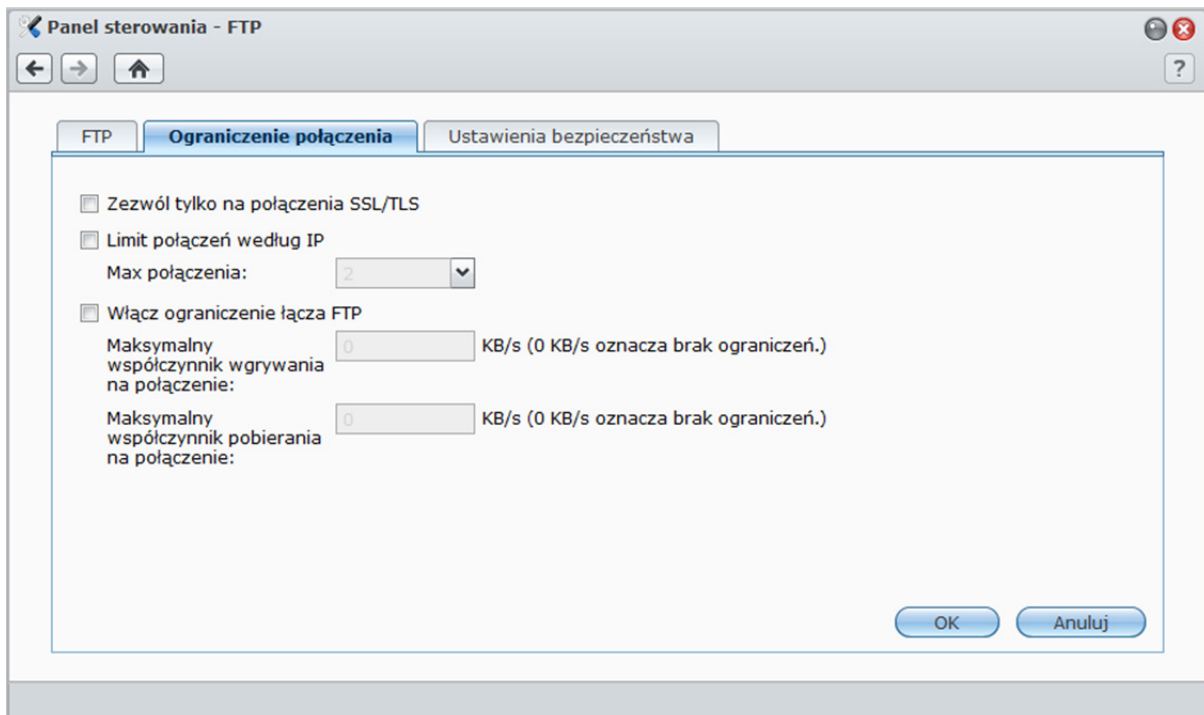 Panel sterowania - FTP
?
FTP
Ograniczenie połączenia
Ustawienia bezpieczeństwa
Zezwól tylko na połączenia SSL/TLS
Limit połączeń według IP
Max połączenia:
2
Włącz ograniczenie łącza FTP
Maksymalny
współczynnik wgrywania
na połączenie:
0
KB/s (0 KB/s oznacza brak ograniczeń.)
Maksymalny
współczynnik pobierania
na połączenie:
0
KB/s (0 KB/s oznacza brak ograniczeń.)
OK
Anuluj